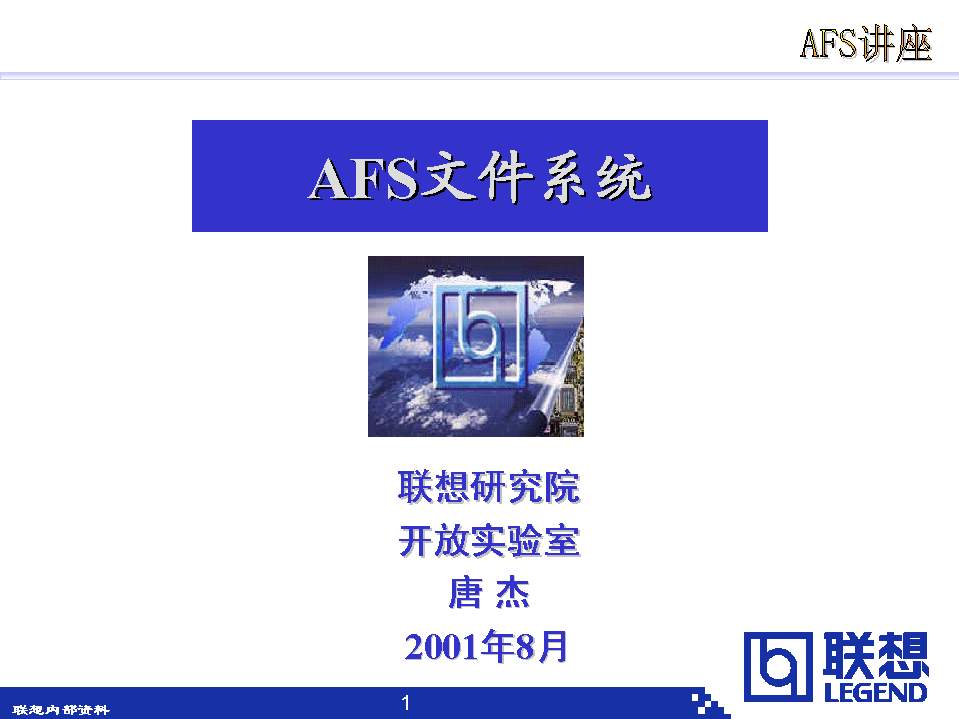 AFS讲座
AFS文件系统
联想研究院
开放实验室
唐 杰
2001年8月
联想
LEGEND
联想内部资料
1